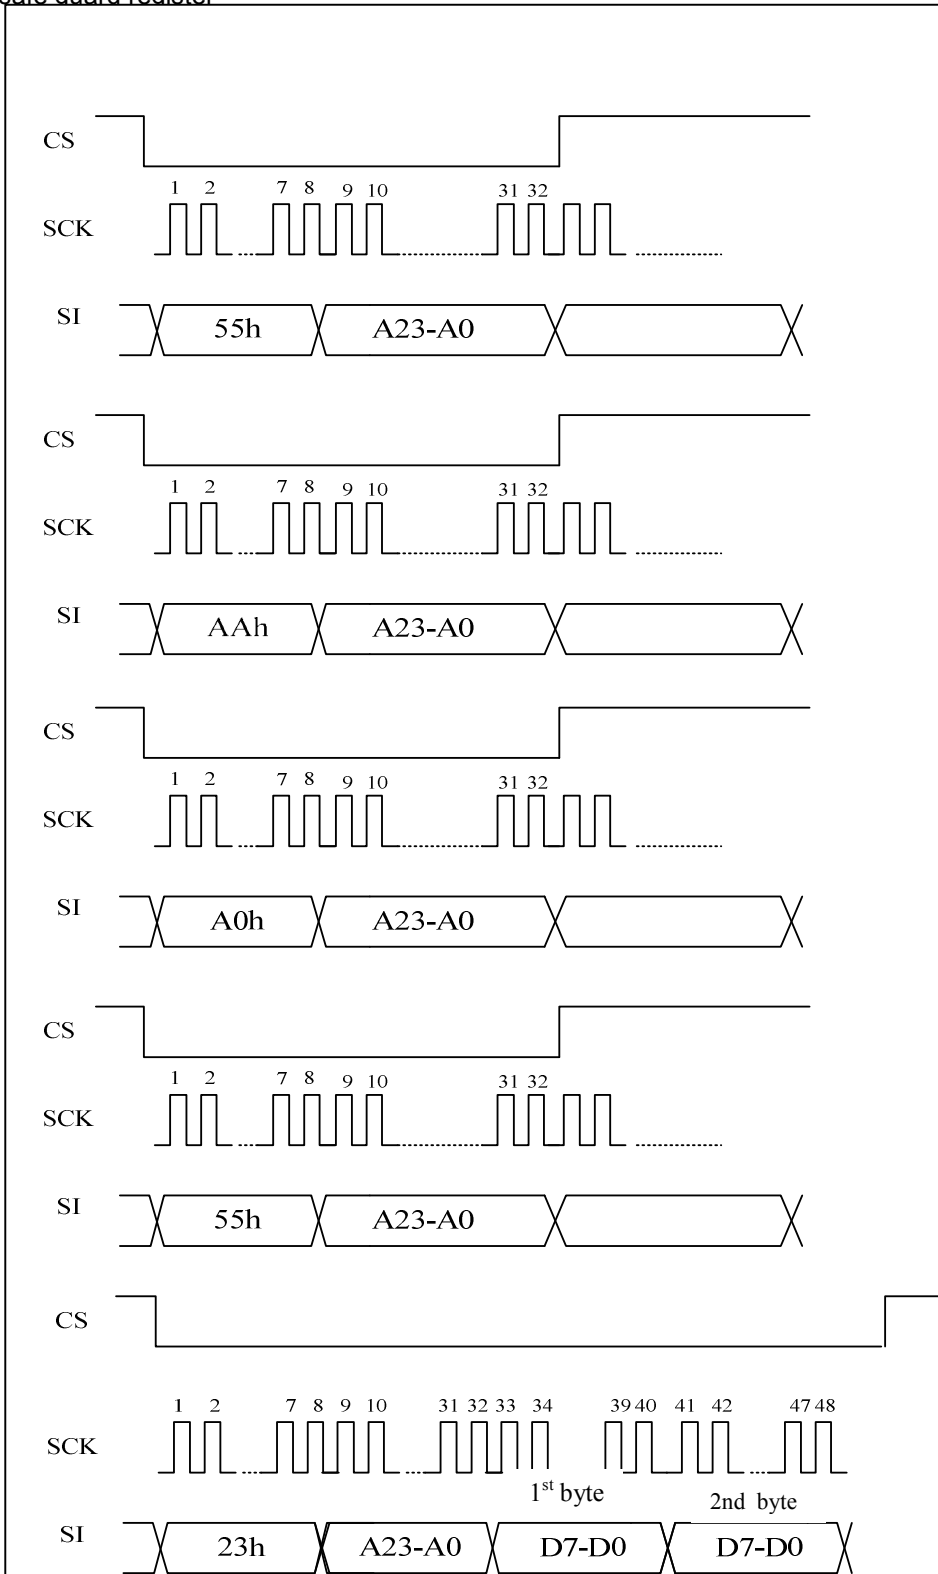 safe guard register
CS
1 2 7 8 9 10 31 32
SCK
SI 55h A23-A0
CS
1 2 7 8 9 10 31 32
SCK
SI AAh A23-A0
CS
1 2 7 8 9 10 31 32
SCK
SI A0h A23-A0
CS
1 2 7 8 9 10 31 32
SCK
SI 55h A23-A0
CS
1 2 7 8 9 10 31 32 33 34 39 40 41 42 47 48
SCK
1st byte 2nd byte
SI 23h A23-A0 D7-D0 D7-D0